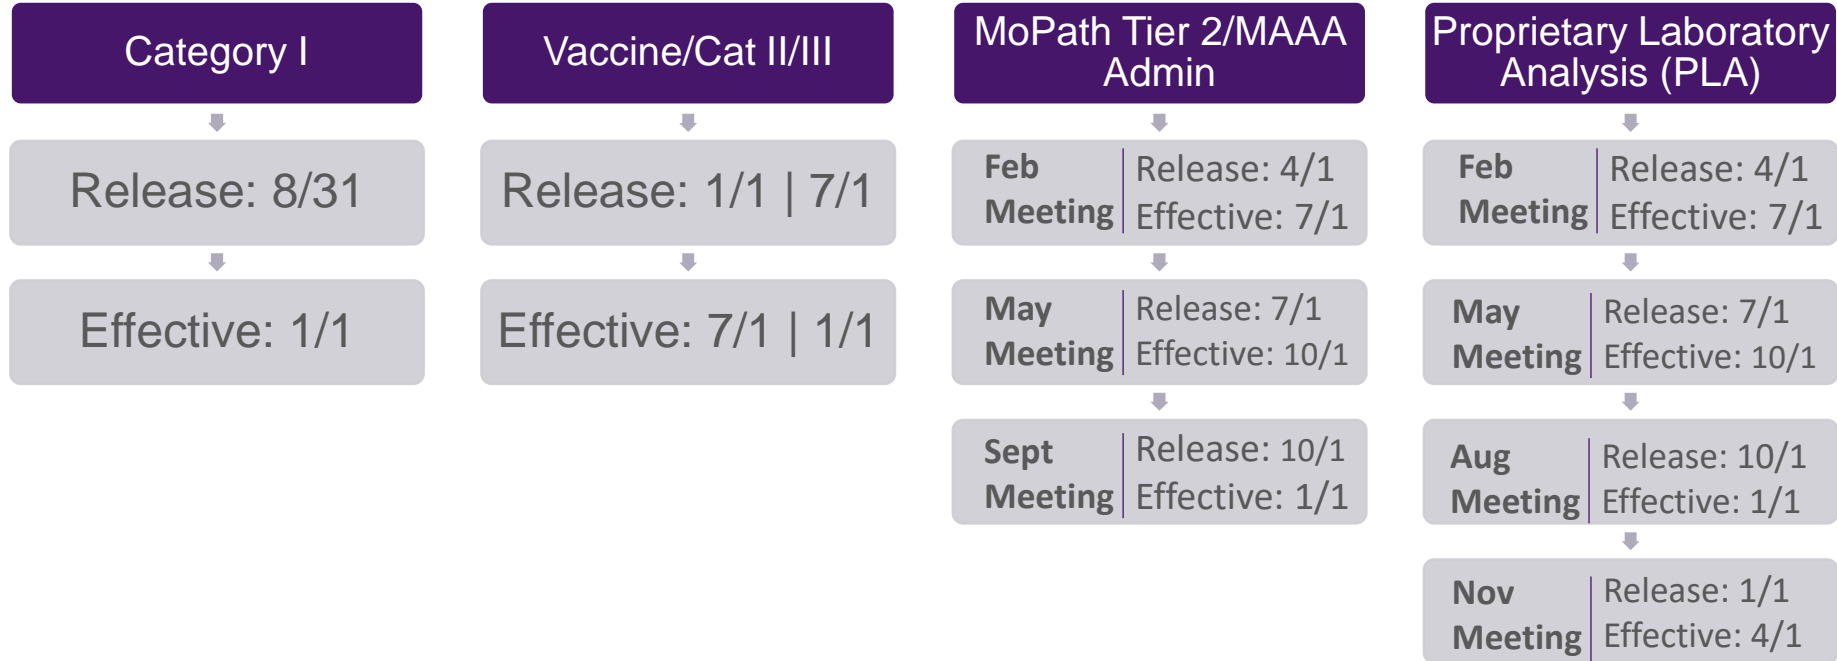 Category I
Release: 8/31
Effective: 1/1
Vaccine/Cat II/III
Release: 1/1 | 7/1
Effective: 7/1 | 1/1
MoPath Tier 2/MAAA
Admin
Feb
Meeting
Release: 4/1
Effective: 7/1
May
Meeting
Release: 7/1
Effective: 10/1
Sept
Meeting
Release: 10/1
Effective: 1/1
Proprietary Laboratory
Analysis (PLA)
Feb
Meeting
Release: 4/1
Effective: 7/1
May
Meeting
Release: 7/1
Effective: 10/1
Aug
Meeting
Release: 10/1
Effective: 1/1
Nov
Meeting
Release: 1/1
Effective: 4/1